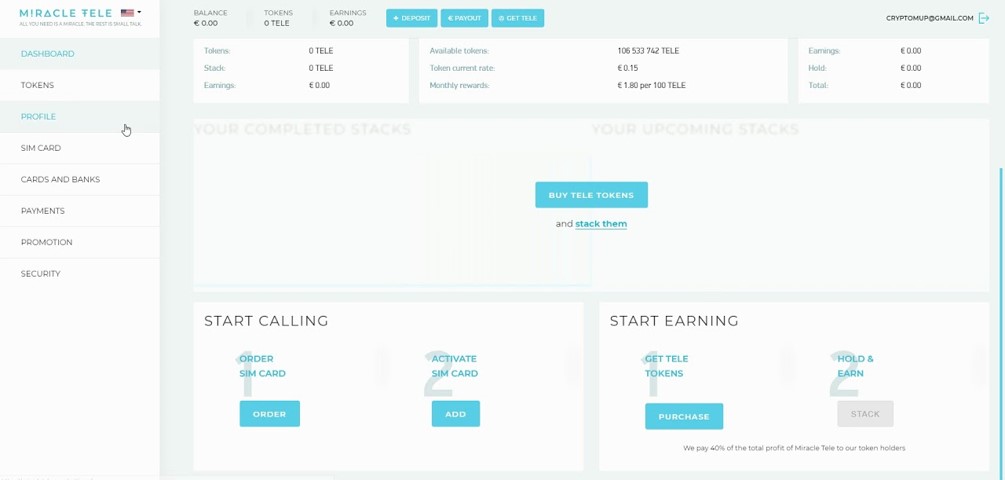 MIRACLE TELE
ALL YOU NEED IS A MIRACLE. THE REST IS SMALL TALK.
DASHBOARD
TOKENS
PROFILE
SIM CARD
CARDS AND BANKS
PAYMENTS
PROMOTION
SECURITY
BALANCE
€ 0.00
TOKENS
0 TELE
EARNINGS
€ 0.00
+ DEPOSIT
€ PAYOUT
GET TELE
CRYPTOMUP@GMAIL.COM
Tokens: 0 TELE
Stack: 0 TELE
Earnings: € 0.00
Available tokens: 106 533 742 TELE
Token current rate: € 0.15
Monthly rewards: € 1.80 per 100 TELE
Earnings: € 0.00
Hold: € 0.00
Total: € 0.00
YOUR COMPLETED STACKS
YOUR UPCOMING STACKS
BUY TELE TOKENS
and stack them
START CALLING
1
ORDER
SIM CARD
ORDER
2
ACTIVATE
SIM CARD
ADD
START EARNING
1
GET TELE
TOKENS
PURCHASE
2
HOLD &
EARN
STACK
We pay 40% of the total profit of Miracle Tele to our token holders